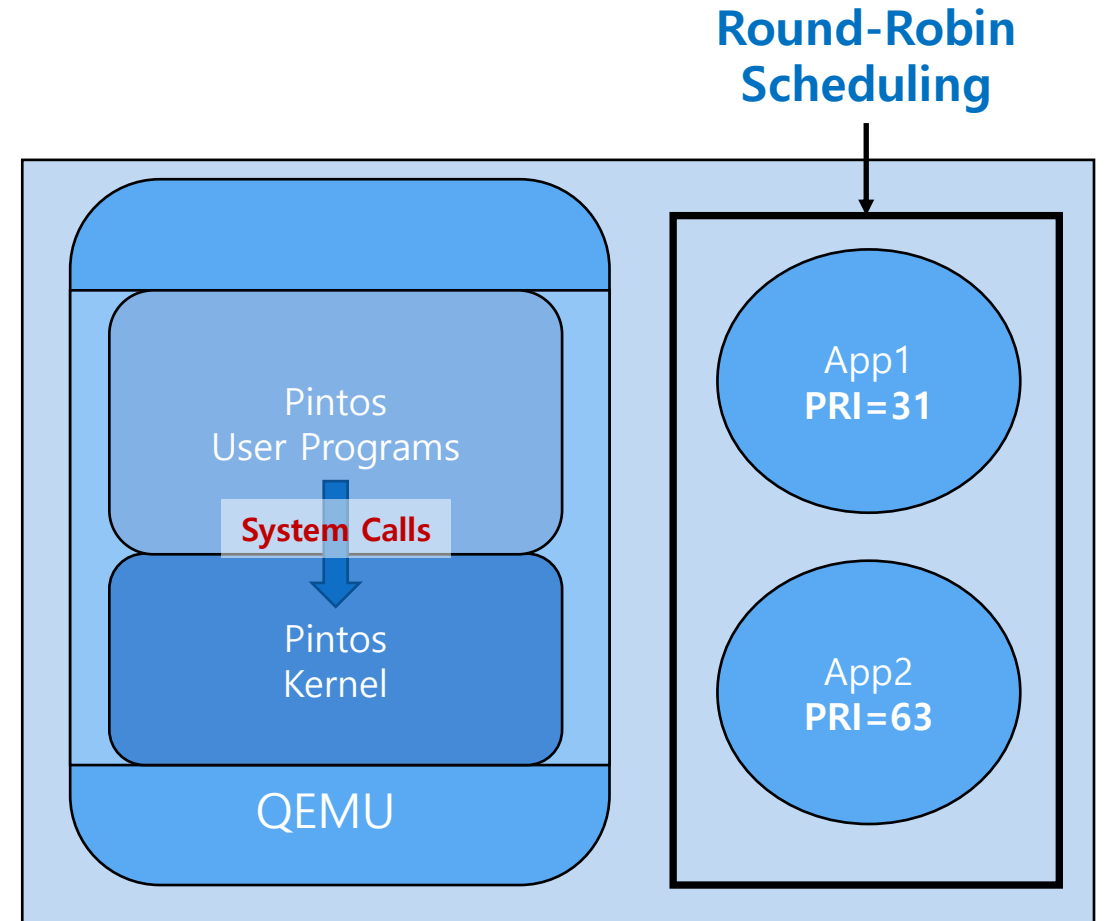 Round-Robin
Scheduling
Pintos
User Programs
System Calls
Pintos
Kernel
QEMU
App1
PRI=31
App2
PRI=63